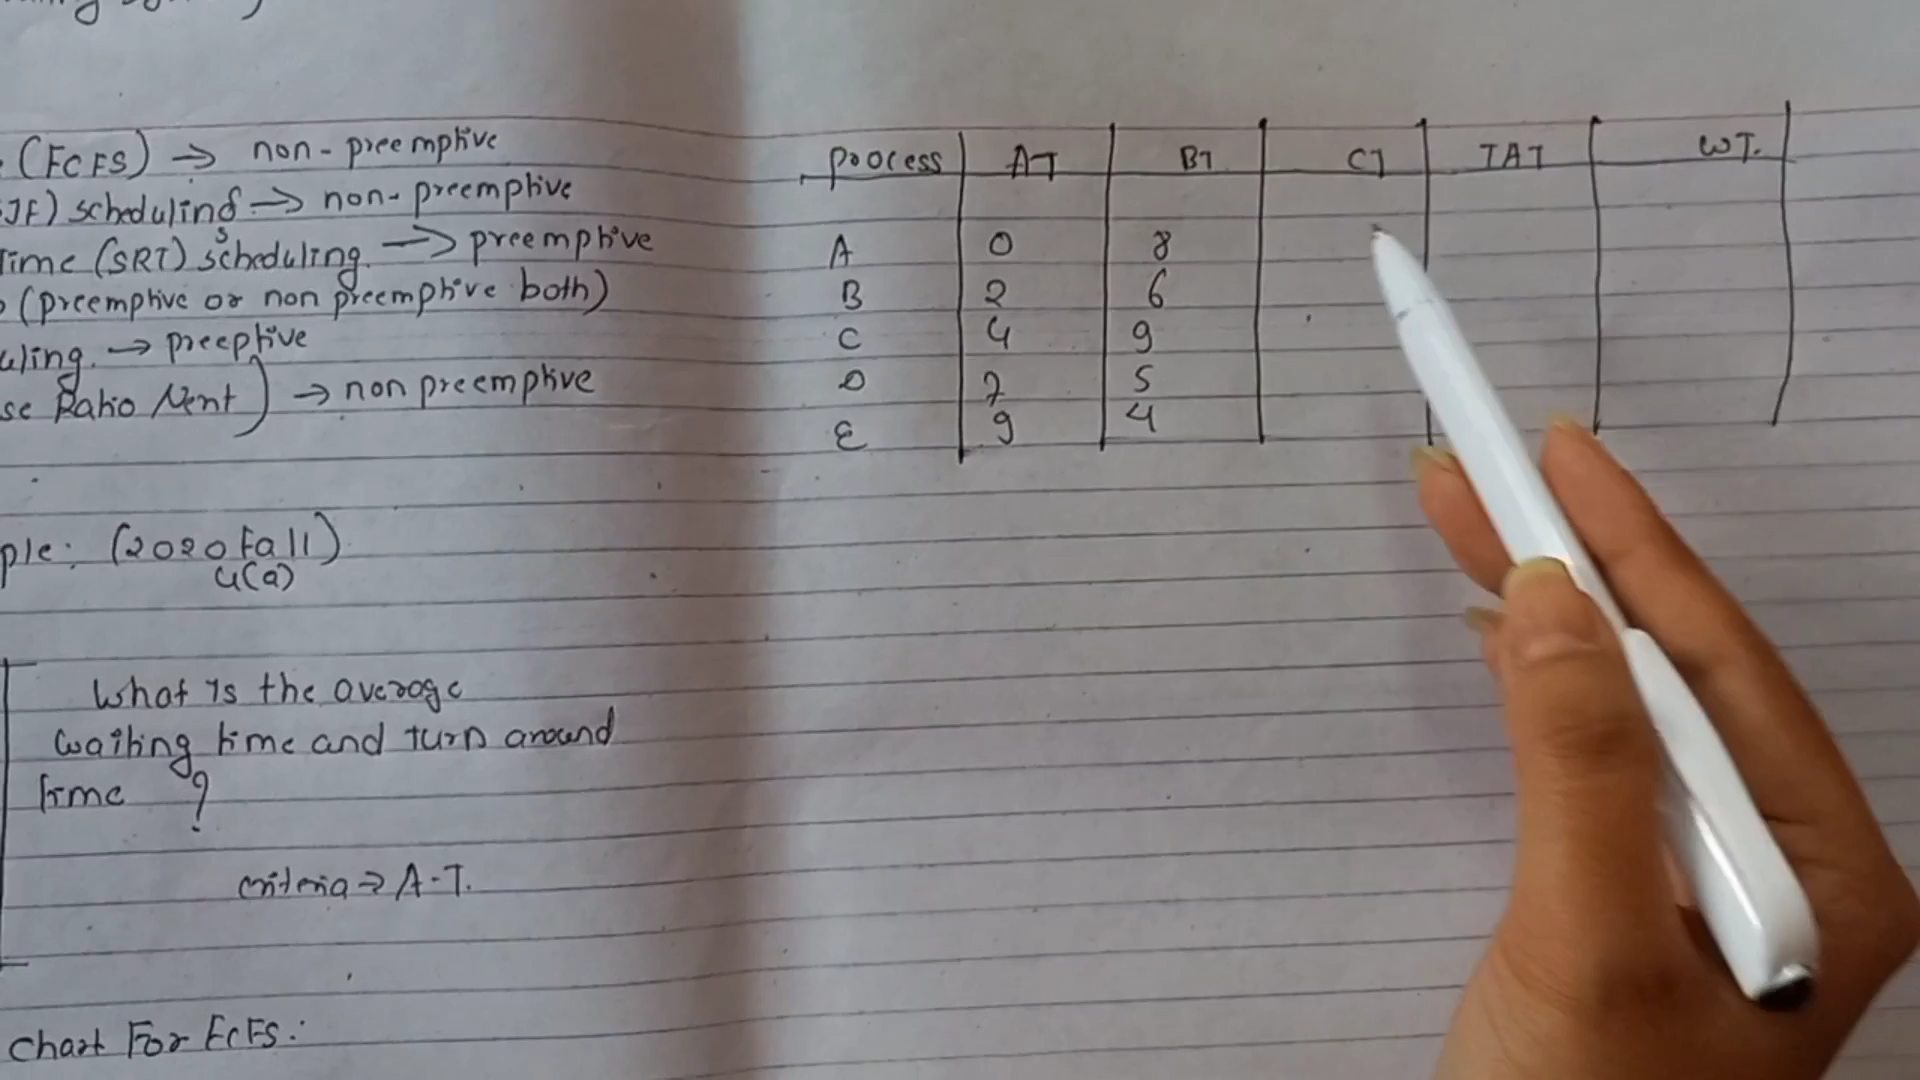 (FCFS) → non-preemptive
JF) scheduling → non-preemptive
Time (SRT) scheduling. → preemptive
(preemptive or non preemptive both)
uling. → preeptive
se Ratio Nent) → non preemptive
ple: (2020 Fall)
4(a)
What is the average
waiting time and turn around
time ?
criteria → A.T.
chart For FCFS:
process AT BT CT TAT WT.
A 0 8
B 2 6
C 4 9
D 7 5
E 9 4